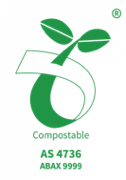 ®
Compostable
AS 4736
ABAX 9999